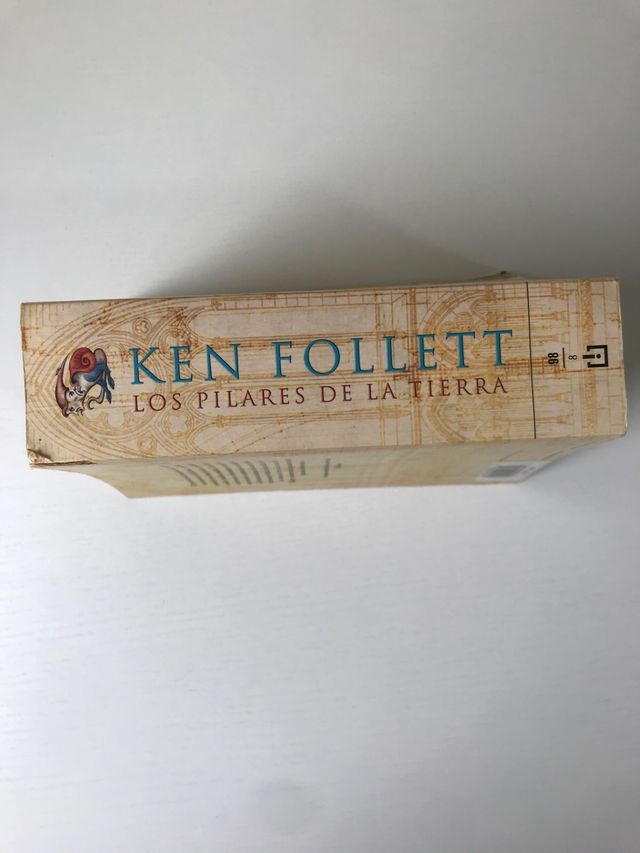 KEN FOLLETT
LOS PILARES DE LA TIERRA
98
8